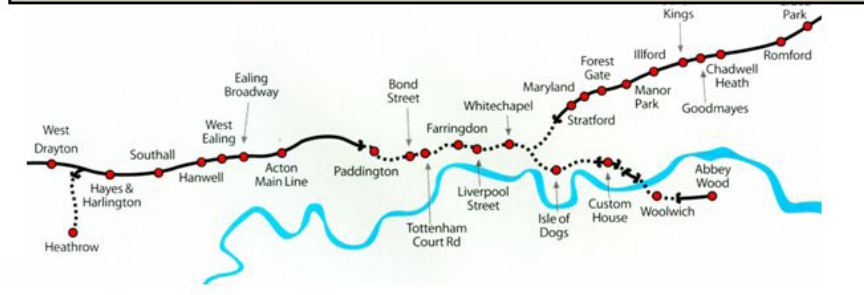 Kings
Park
Romford
Illford
Chadwell
Heath
Goodmayes
Forest
Gate
Manor
Park
Maryland
Stratford
Ealing
Broadway
Bond
Street
Whitechapel
Farringdon
West
Drayton
Southall
West
Ealing
Hayes &
Harlington
Hanwell
Acton
Main Line
Paddington
Liverpool
Street
Tottenham
Court Rd
Isle of
Dogs
Custom
House
Woolwich
Abbey
Wood
Heathrow